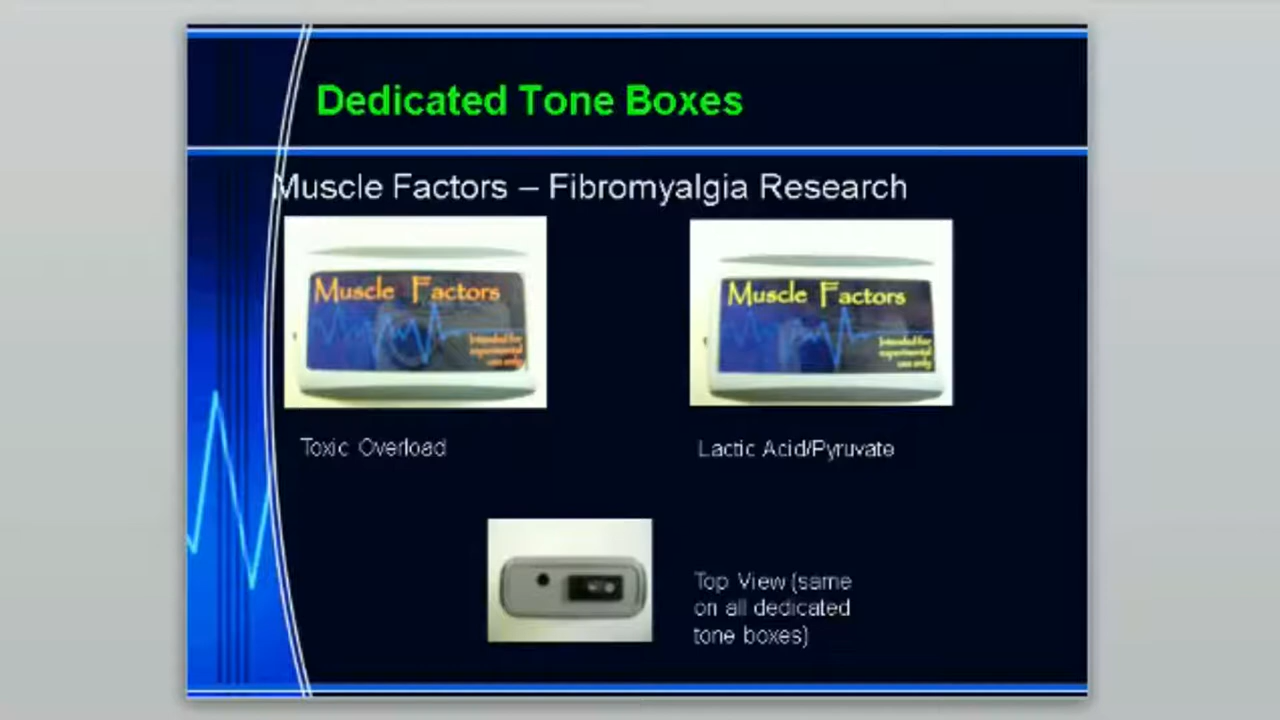 Dedicated Tone Boxes
Muscle Factors – Fibromyalgia Research
Muscle Factors
Intended for
experimental
use only
Muscle Factors
Intended for
experimental
use only
Toxic Overload
Lactic Acid/Pyruvate
Top View (same
on all dedicated
tone boxes)